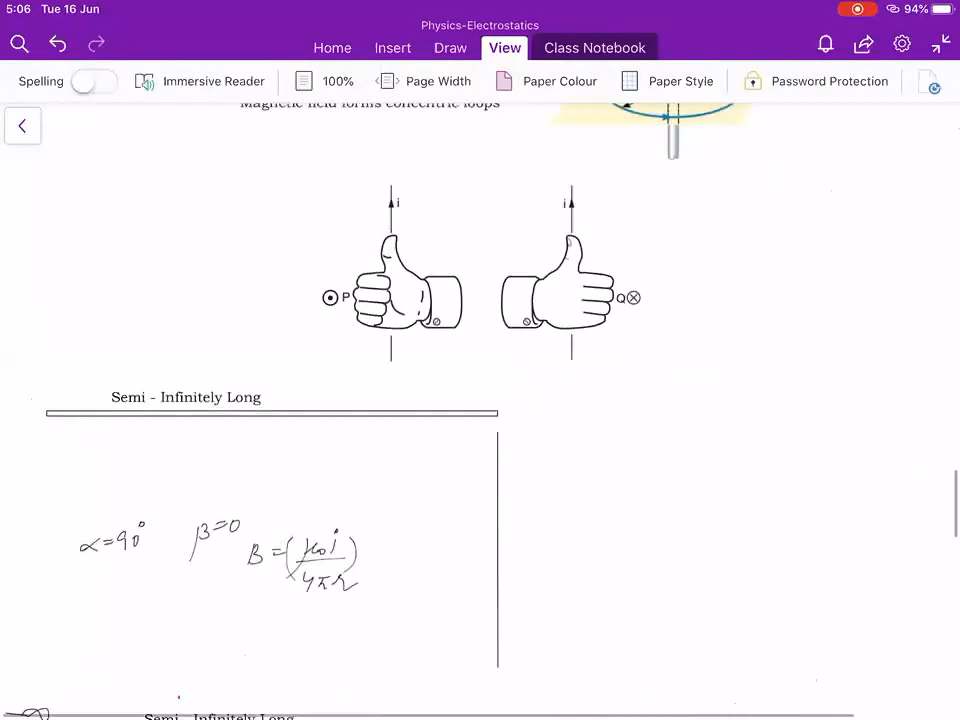 5:06 Tue 16 Jun 94%
Physics-Electrostatics
Home Insert Draw View Class Notebook
Spelling Immersive Reader 100% Page Width Paper Colour Paper Style Password Protection
Magnetic field forms concentric loops
i i
P Q
Semi - Infinitely Long
α=90° β=0 B=(μ₀i/4πr)
Semi - Infinitely Long